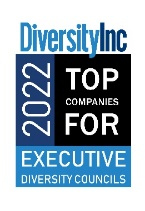 DiversityInc
2022
TOP
COMPANIES
FOR
EXECUTIVE
DIVERSITY COUNCILS